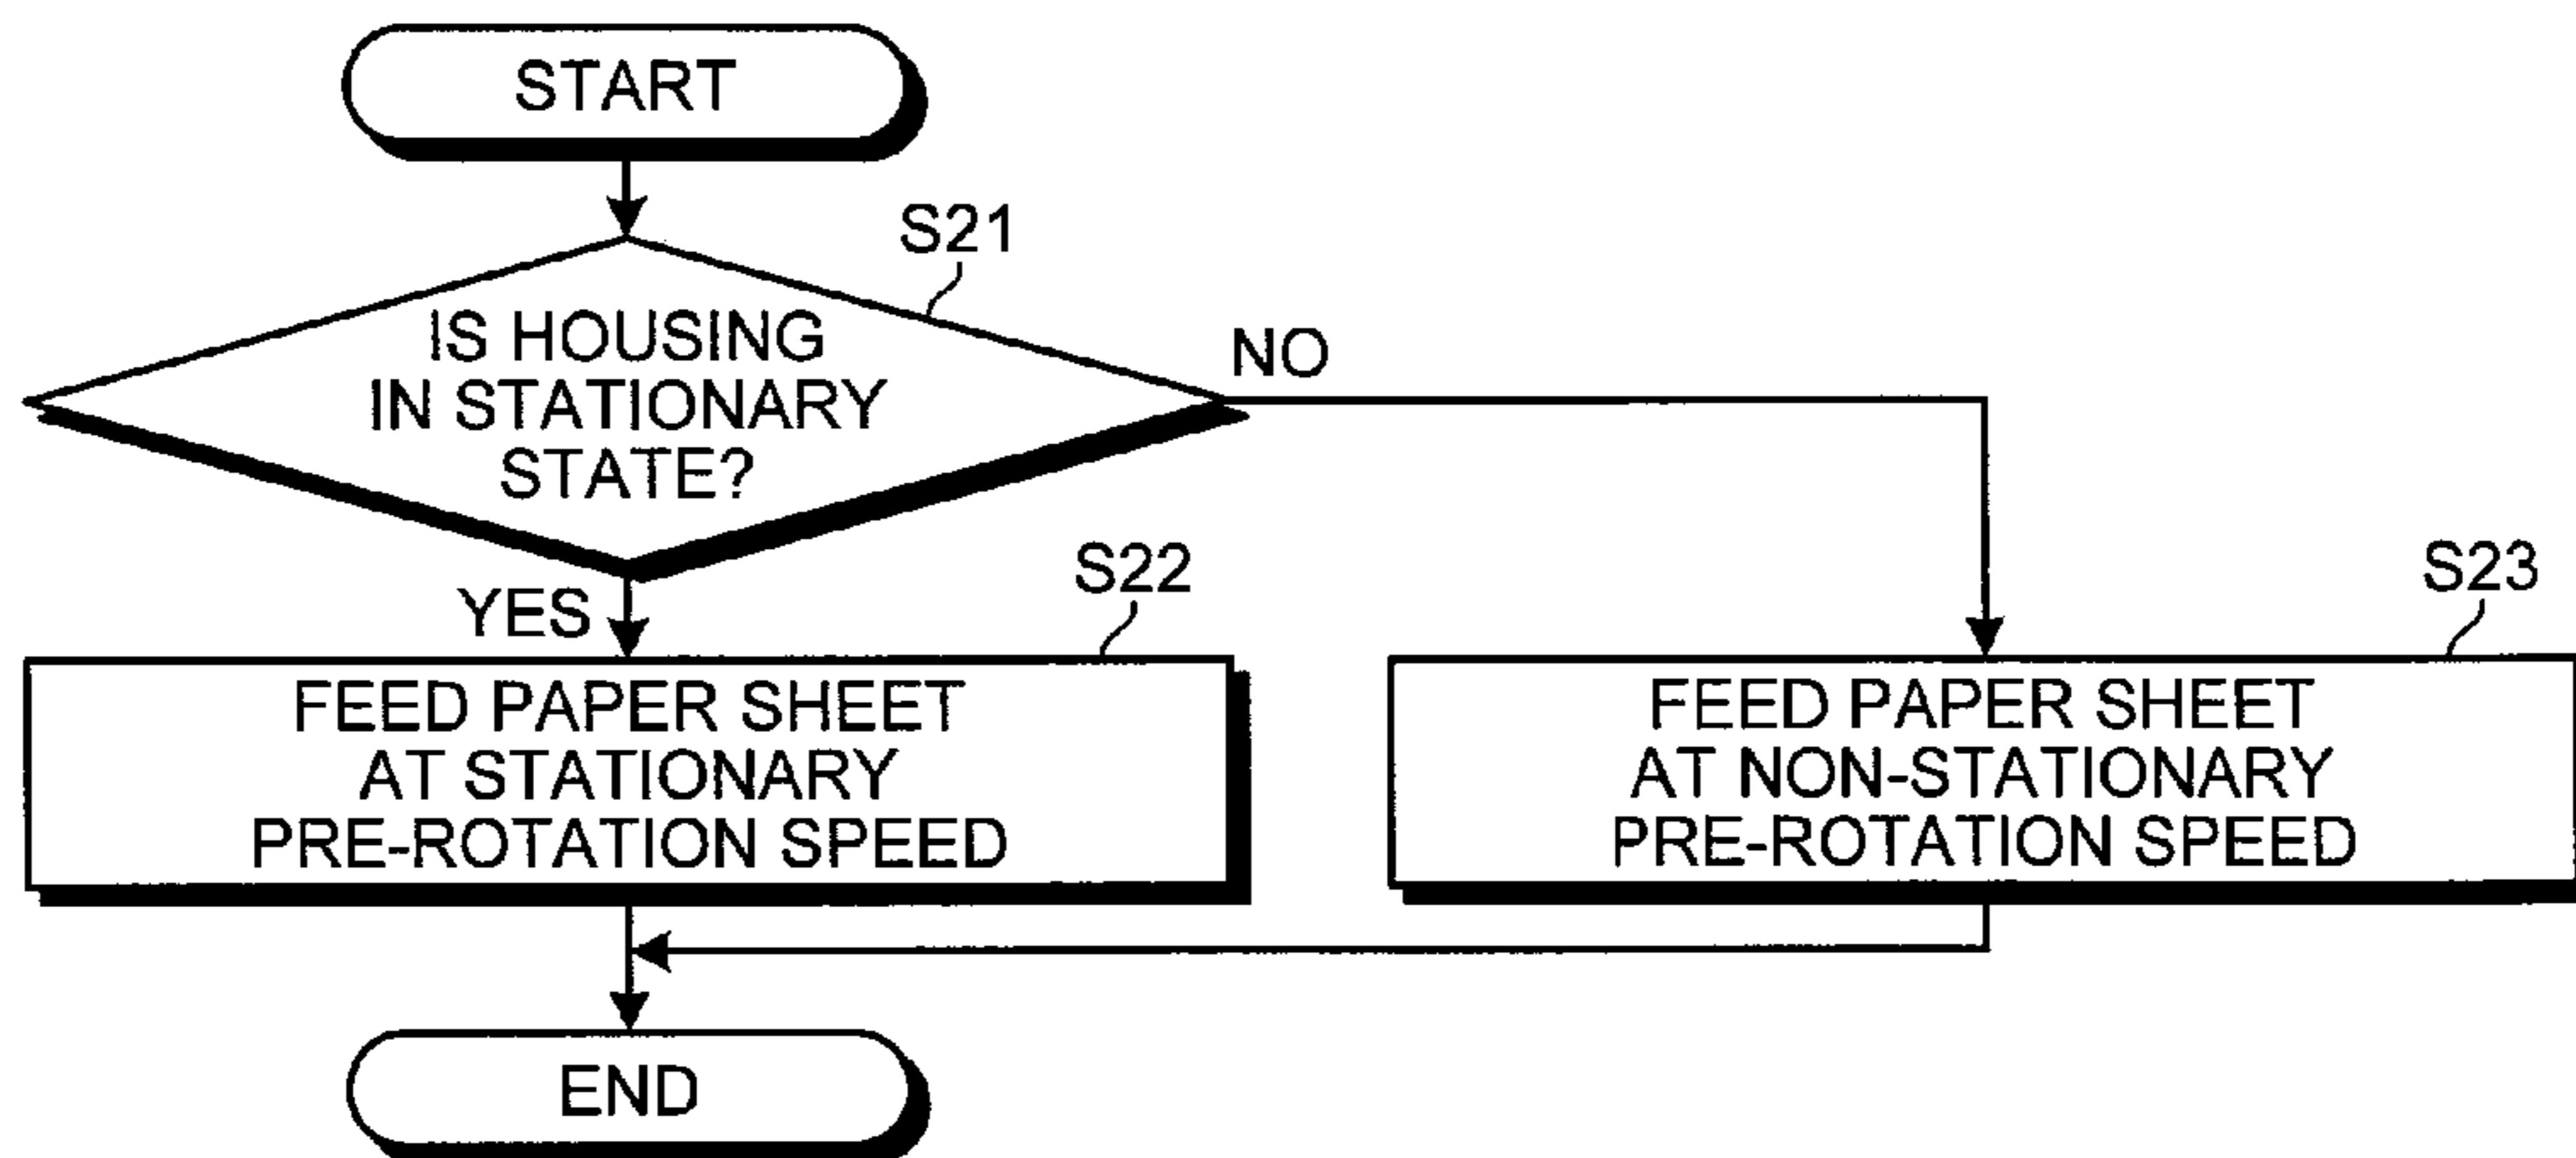 START
S21
IS HOUSING
IN STATIONARY
STATE?
NO
YES
S22
FEED PAPER SHEET
AT STATIONARY
PRE-ROTATION SPEED
S23
FEED PAPER SHEET
AT NON-STATIONARY
PRE-ROTATION SPEED
END